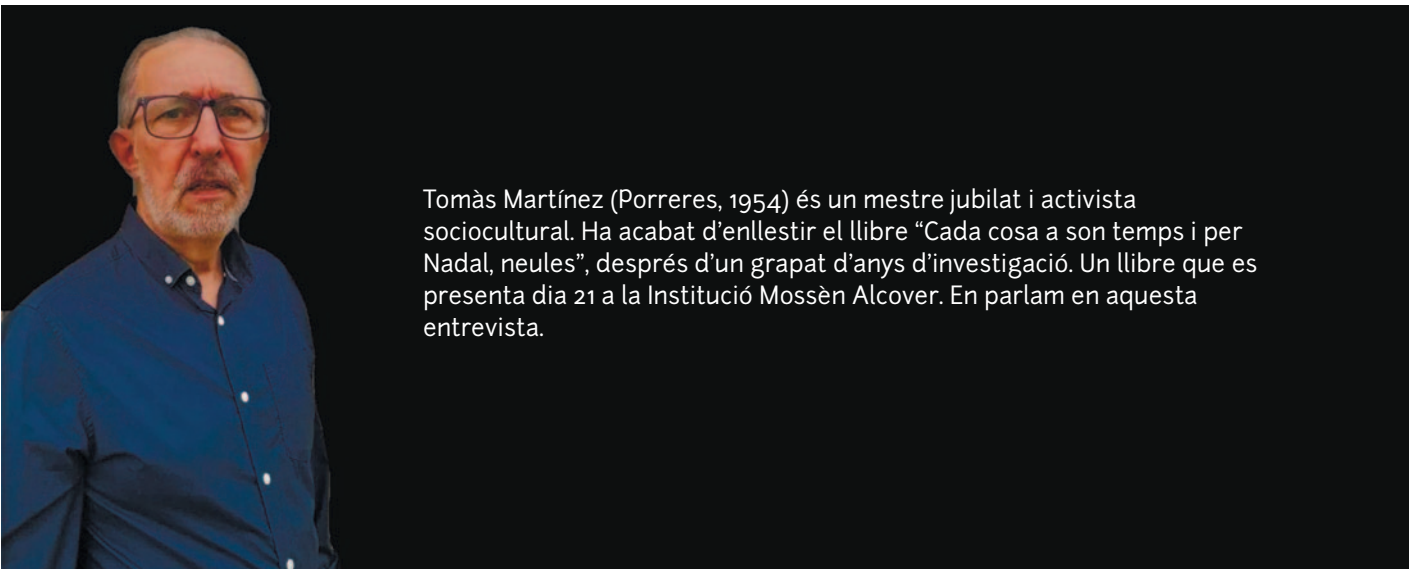 Tomàs Martínez (Porreres, 1954) és un mestre jubilat i activista
sociocultural. Ha acabat d’enllestir el llibre “Cada cosa a son temps i per
Nadal, neules”, després d’un grapat d’anys d’investigació. Un llibre que es
presenta dia 21 a la Institució Mossèn Alcover. En parlam en aquesta
entrevista.